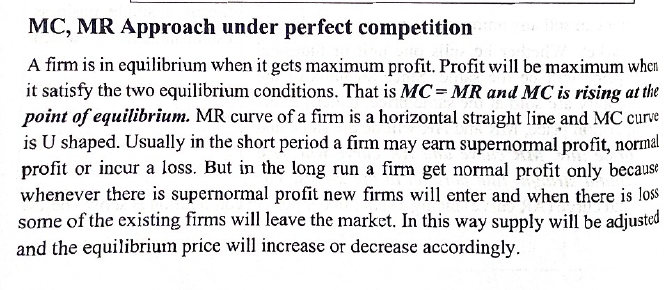 MC, MR Approach under perfect competition
A firm is in equilibrium when it gets maximum profit. Profit will be maximum when
it satisfy the two equilibrium conditions. That is MC = MR and MC is rising at the
point of equilibrium. MR curve of a firm is a horizontal straight line and MC curve
is U shaped. Usually in the short period a firm may earn supernormal profit, normal
profit or incur a loss. But in the long run a firm get normal profit only because
whenever there is supernormal profit new firms will enter and when there is loss
some of the existing firms will leave the market. In this way supply will be adjusted
and the equilibrium price will increase or decrease accordingly.